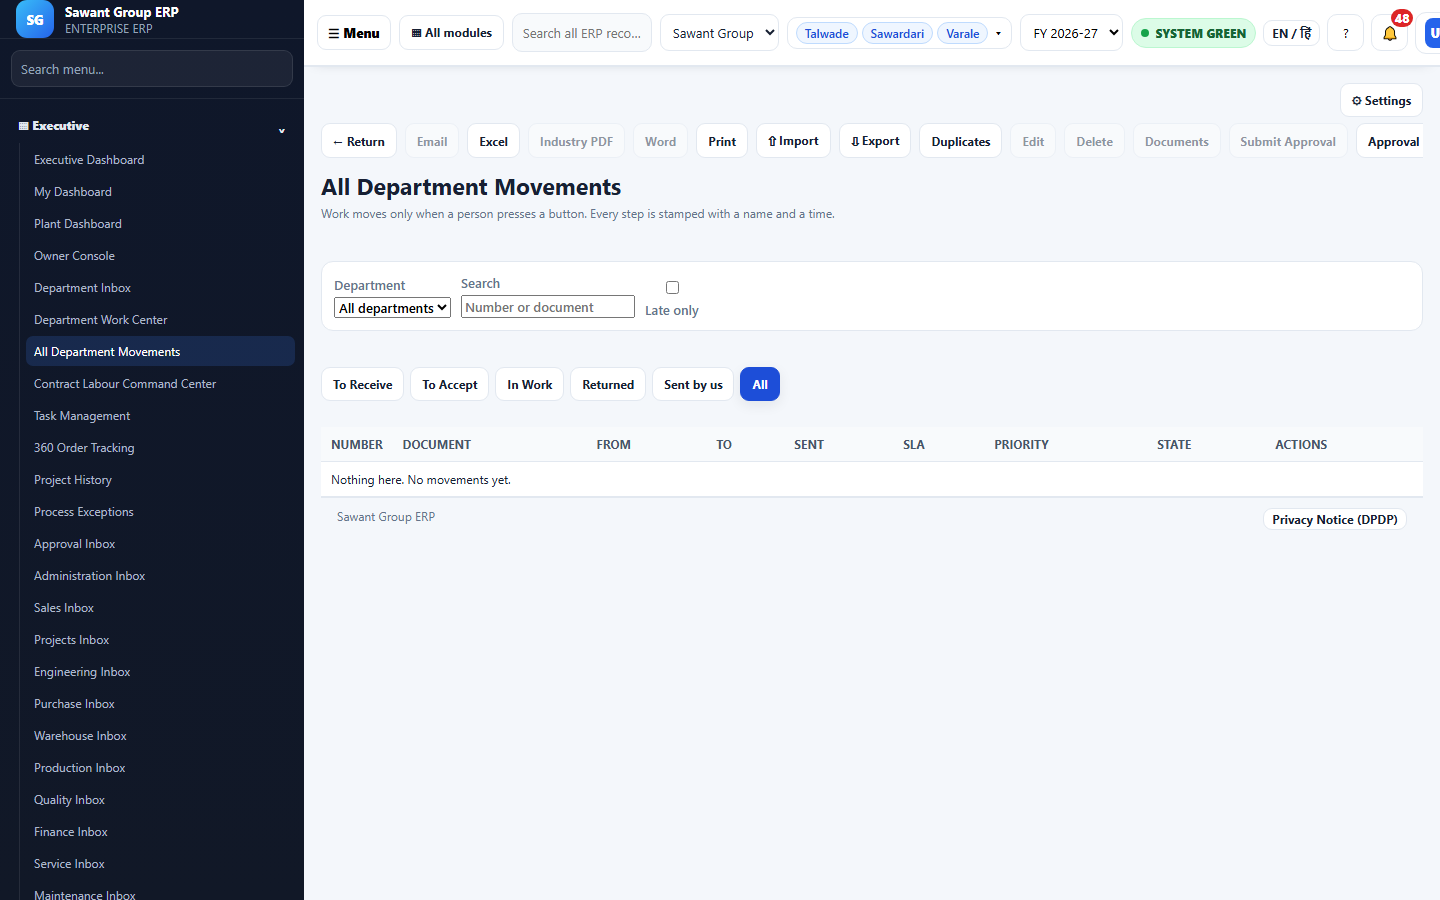 SG
Sawant Group ERP
ENTERPRISE ERP
Search menu...
Executive
Executive Dashboard
My Dashboard
Plant Dashboard
Owner Console
Department Inbox
Department Work Center
All Department Movements
Contract Labour Command Center
Task Management
360 Order Tracking
Project History
Process Exceptions
Approval Inbox
Administration Inbox
Sales Inbox
Projects Inbox
Engineering Inbox
Purchase Inbox
Warehouse Inbox
Production Inbox
Quality Inbox
Finance Inbox
Service Inbox
Maintenance Inbox
☰ Menu All modules Search all ERP reco... Sawant Group Talwade Sawardari Varale FY 2026-27 SYSTEM GREEN EN / हिं ? 48 U
Settings
← Return Email Excel Industry PDF Word Print ⇧ Import ⇩ Export Duplicates Edit Delete Documents Submit Approval Approval
All Department Movements
Work moves only when a person presses a button. Every step is stamped with a name and a time.
Department Search
All departments Number or document Late only
To Receive To Accept In Work Returned Sent by us All
NUMBER DOCUMENT FROM TO SENT SLA PRIORITY STATE ACTIONS
Nothing here. No movements yet.
Sawant Group ERP Privacy Notice (DPDP)